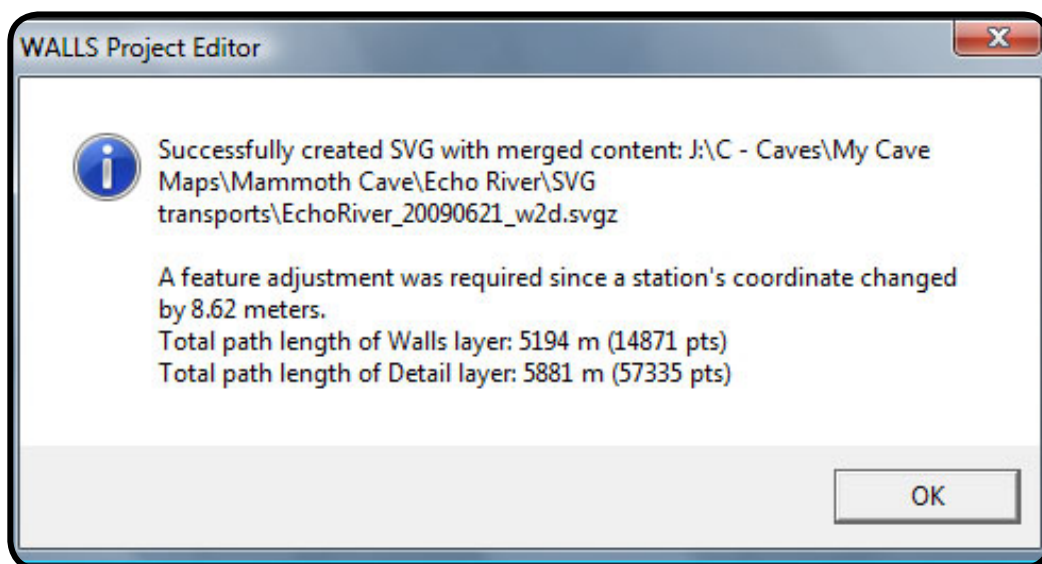 WALLS Project Editor
Successfully created SVG with merged content: J:\C - Caves\My Cave
Maps\Mammoth Cave\Echo River\SVG
transports\EchoRiver_20090621_w2d.svgz
A feature adjustment was required since a station's coordinate changed
by 8.62 meters.
Total path length of Walls layer: 5194 m (14871 pts)
Total path length of Detail layer: 5881 m (57335 pts)
OK